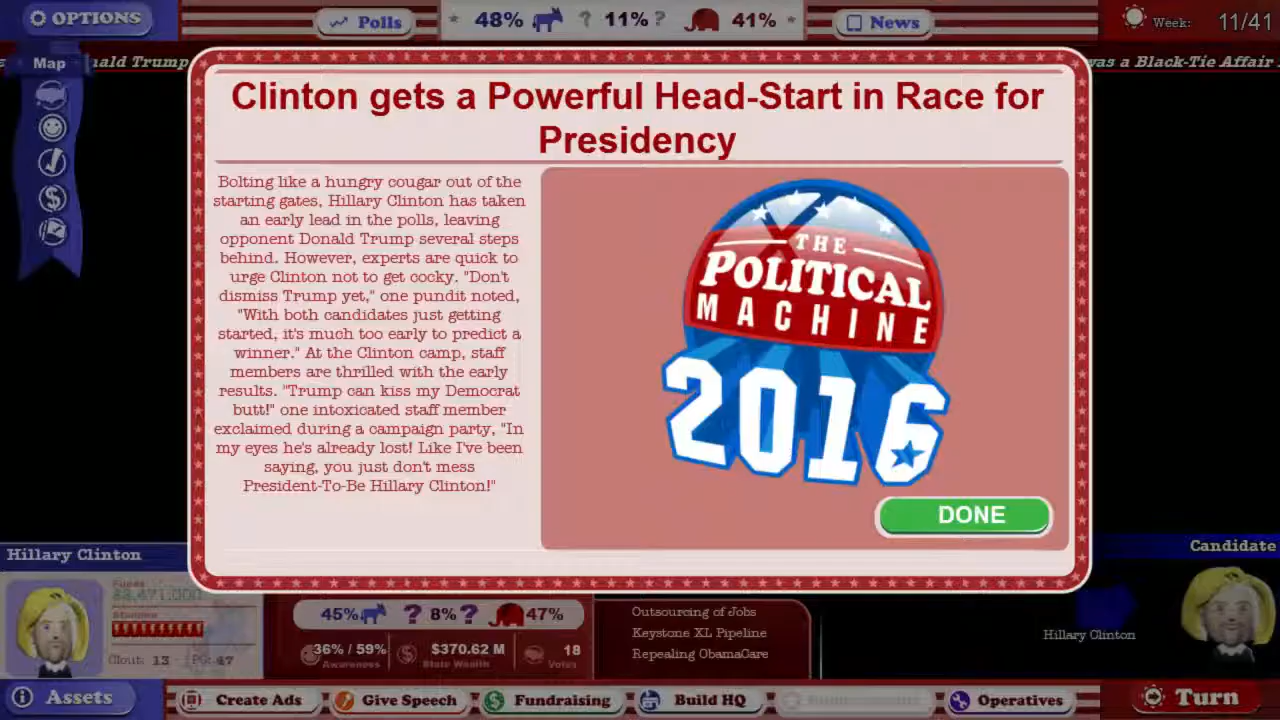 OPTIONS
Polls
48% ? 11% ? 41%
News
Week: 11/41
Map
ald Trump
was a Black-Tie Affair
Clinton gets a Powerful Head-Start in Race for
Presidency
Bolting like a hungry cougar out of the
starting gates, Hillary Clinton has taken
an early lead in the polls, leaving
opponent Donald Trump several steps
behind. However, experts are quick to
urge Clinton not to get cocky. "Don't
dismiss Trump yet," one pundit noted,
"With both candidates just getting
started, it's much too early to predict a
winner." At the Clinton camp, staff
members are thrilled with the early
results. "Trump can kiss my Democrat
butt!" one intoxicated staff member
exclaimed during a campaign party, "In
my eyes he's already lost! Like I've been
saying, you just don't mess
President-To-Be Hillary Clinton!"
THE
POLITICAL
MACHINE
2016
DONE
Hillary Clinton
Candidate
Funds
Stamina
Clout: 13
PC: 47
45% ? 8% ? 47%
36% / 59%
Awareness
$370.62 M
State Wealth
18
Votes
Outsourcing of Jobs
Keystone XL Pipeline
Repealing ObamaCare
Hillary Clinton
Assets
Create Ads
Give Speech
Fundraising
Build HQ
Operatives
Turn